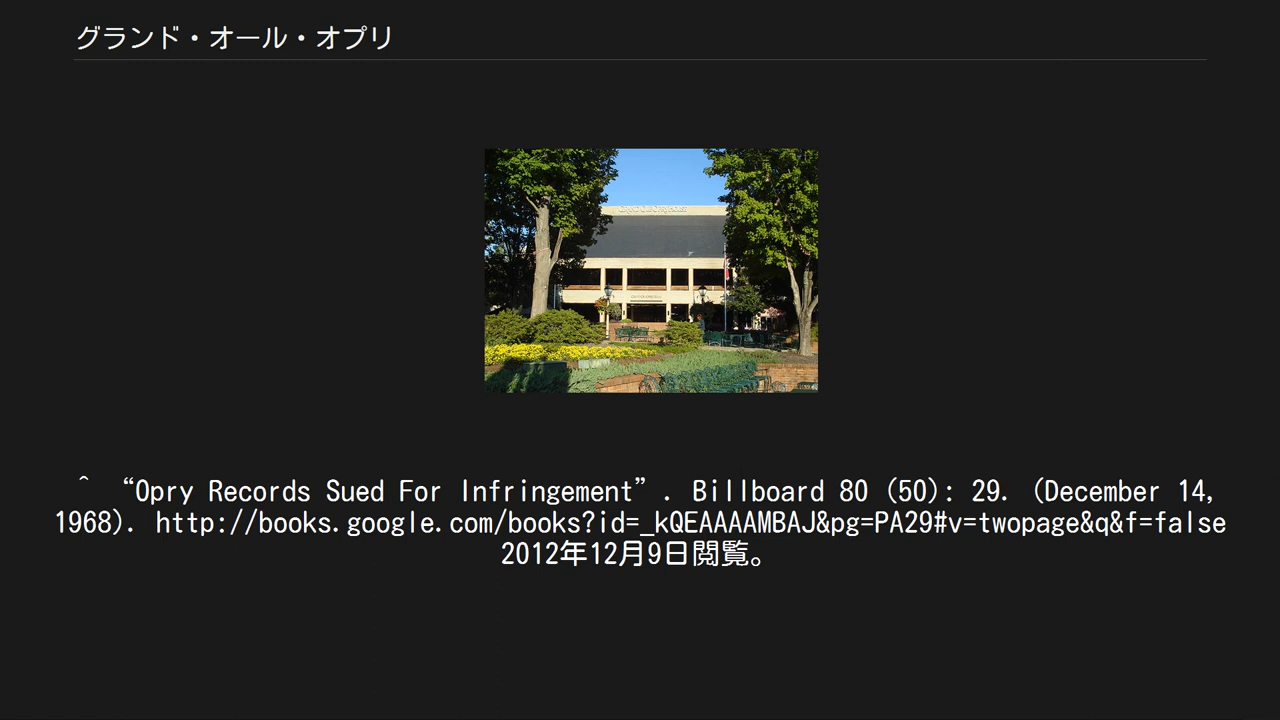 グランド・オール・オプリ
^ “Opry Records Sued For Infringement”. Billboard 80 (50): 29. (December 14,
1968). http://books.google.com/books?id=_kQEAAAAMBAJ&pg=PA29#v=twopage&q&f=false
2012年12月9日閲覧。